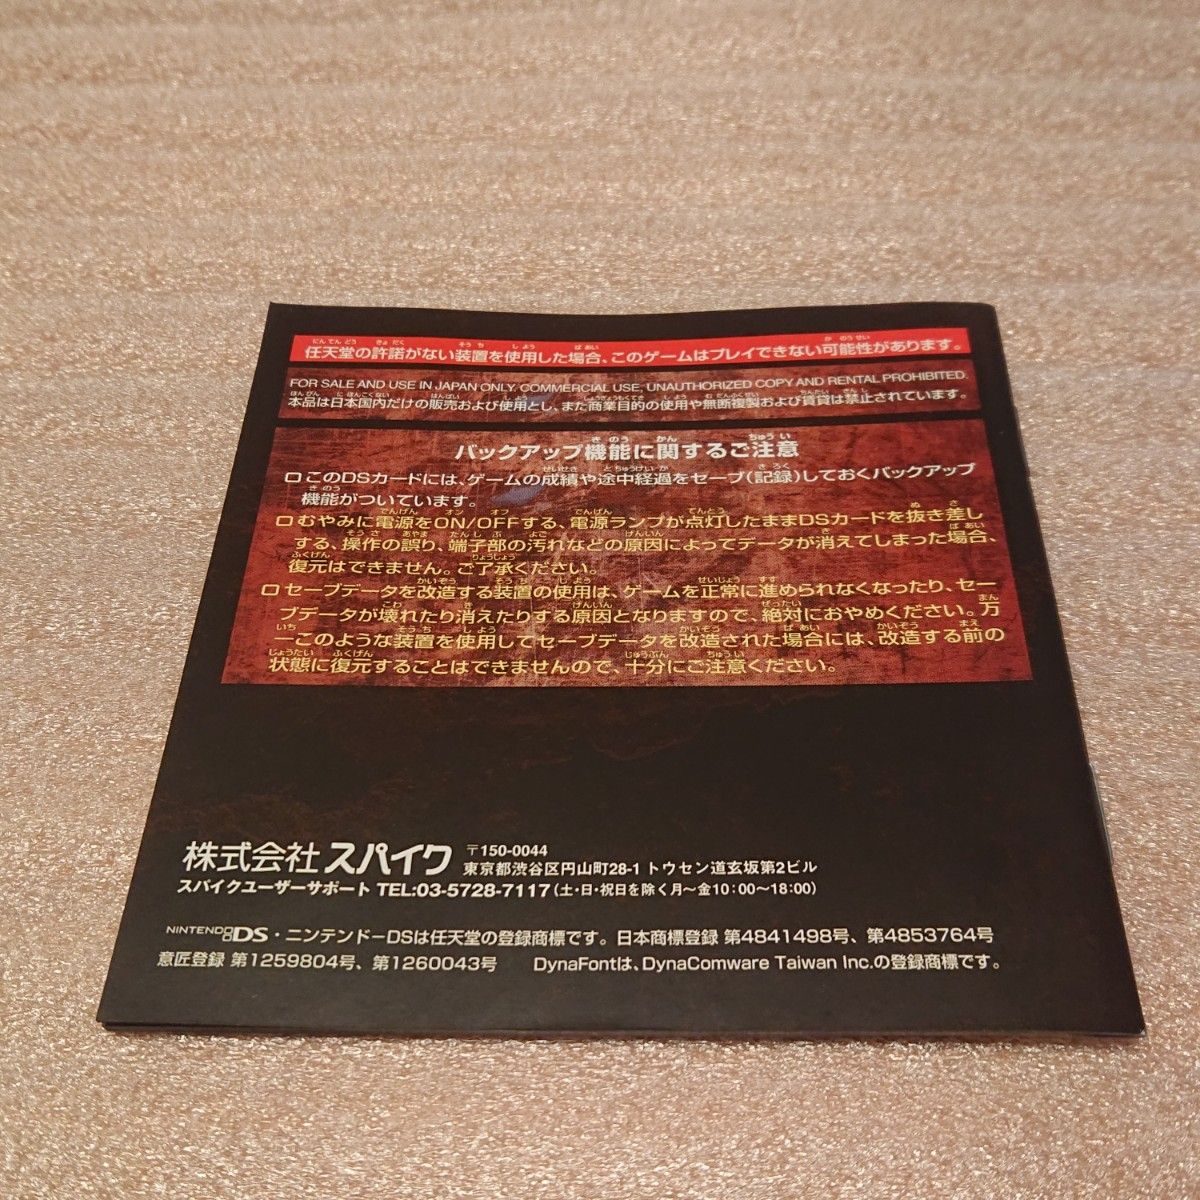 任天堂の許諾がない装置を使用した場合、このゲームはプレイできない可能性があります。
FOR SALE AND USE IN JAPAN ONLY. COMMERCIAL USE, UNAUTHORIZED COPY AND RENTAL PROHIBITED.
本品は日本国内だけの販売および使用とし、また商業目的の使用や無断複製および賃貸は禁止されています。
バックアップ機能に関するご注意
□このDSカードには、ゲームの成績や途中経過をセーブ(記録)しておくバックアップ
機能がついています。
□むやみに電源をON/OFFする、電源ランプが点灯したままDSカードを抜き差し
する、操作の誤り、端子部の汚れなどの原因によってデータが消えてしまった場合、
復元はできません。ご了承ください。
□セーブデータを改造する装置の使用は、ゲームを正常に進められなくなったり、セー
ブデータが壊れたり消えたりする原因となりますので、絶対におやめください。万
一このような装置を使用してセーブデータを改造された場合には、改造する前の
状態に復元することはできませんので、十分にご注意ください。
株式会社スパイク 〒150-0044
東京都渋谷区円山町28-1 トウセン道玄坂第2ビル
スパイクユーザーサポート TEL:03-5728-7117(土・日・祝日を除く月～金10:00～18:00)
NINTENDO DS・ニンテンドーDSは任天堂の登録商標です。日本商標登録 第4841498号、第4853764号
意匠登録 第1259804号、第1260043号 DynaFontは、DynaComware Taiwan Inc.の登録商標です。